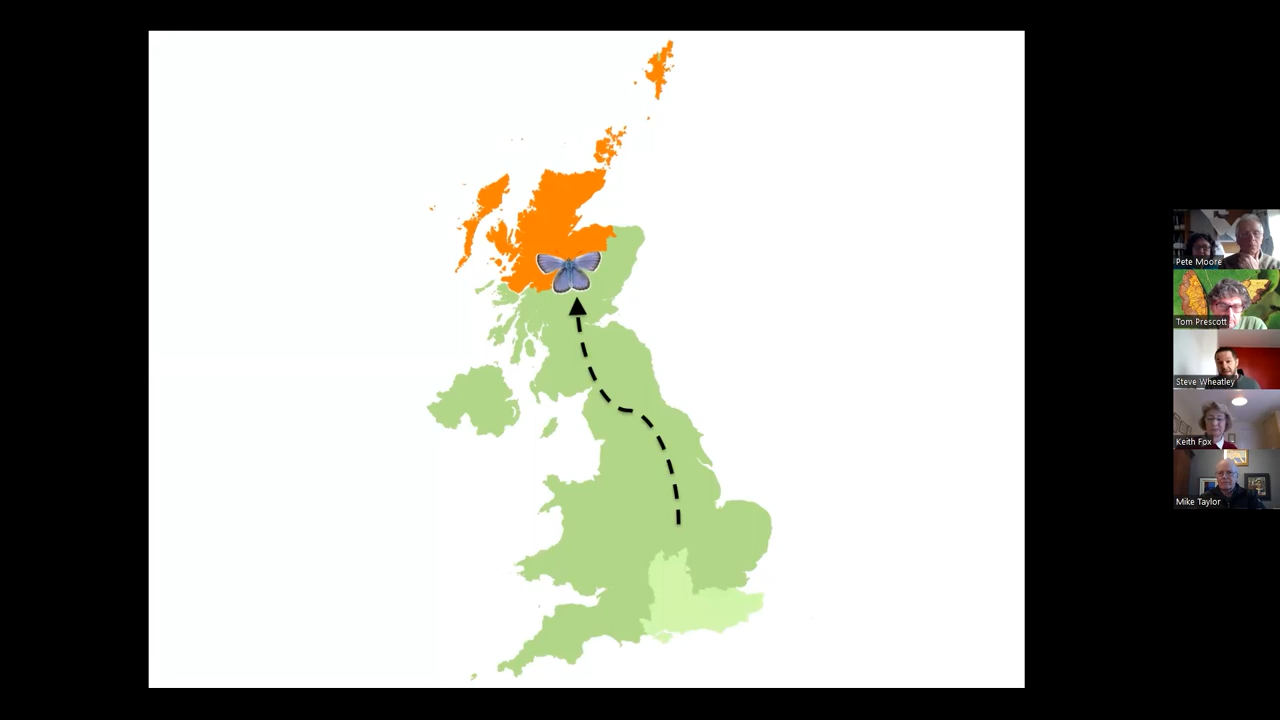 Pete Moore
Tom Prescott
Steve Wheatley
Keith Fox
Mike Taylor